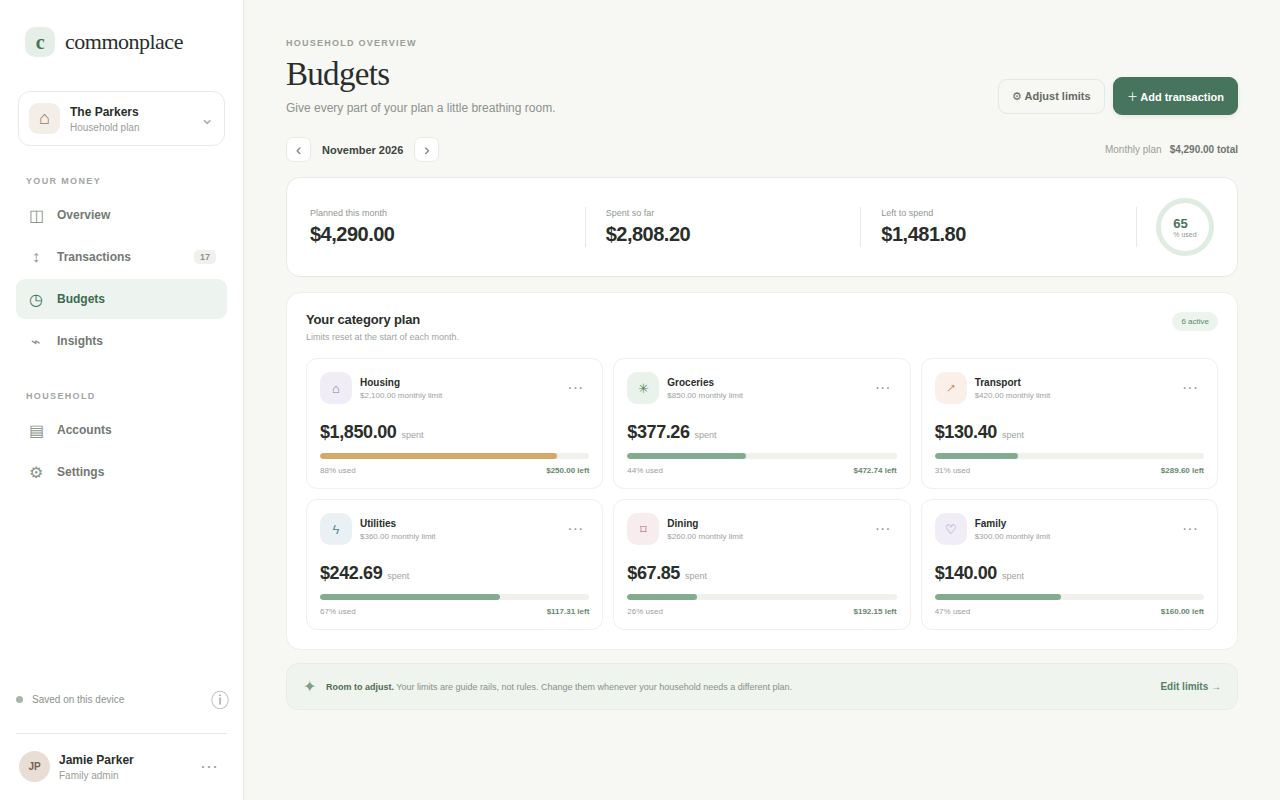 c commonplace
The Parkers
Household plan
YOUR MONEY
Overview
Transactions 17
Budgets
Insights
HOUSEHOLD
Accounts
Settings
Saved on this device
JP Jamie Parker
Family admin
HOUSEHOLD OVERVIEW
Budgets
Give every part of your plan a little breathing room.
Adjust limits
+ Add transaction
November 2026
Monthly plan $4,290.00 total
Planned this month
$4,290.00
Spent so far
$2,808.20
Left to spend
$1,481.80
65
% used
Your category plan
Limits reset at the start of each month.
6 active
Housing
$2,100.00 monthly limit
$1,850.00 spent
88% used $250.00 left
Groceries
$850.00 monthly limit
$377.26 spent
44% used $472.74 left
Transport
$420.00 monthly limit
$130.40 spent
31% used $289.60 left
Utilities
$360.00 monthly limit
$242.69 spent
67% used $117.31 left
Dining
$260.00 monthly limit
$67.85 spent
26% used $192.15 left
Family
$300.00 monthly limit
$140.00 spent
47% used $160.00 left
Room to adjust. Your limits are guide rails, not rules. Change them whenever your household needs a different plan.
Edit limits →